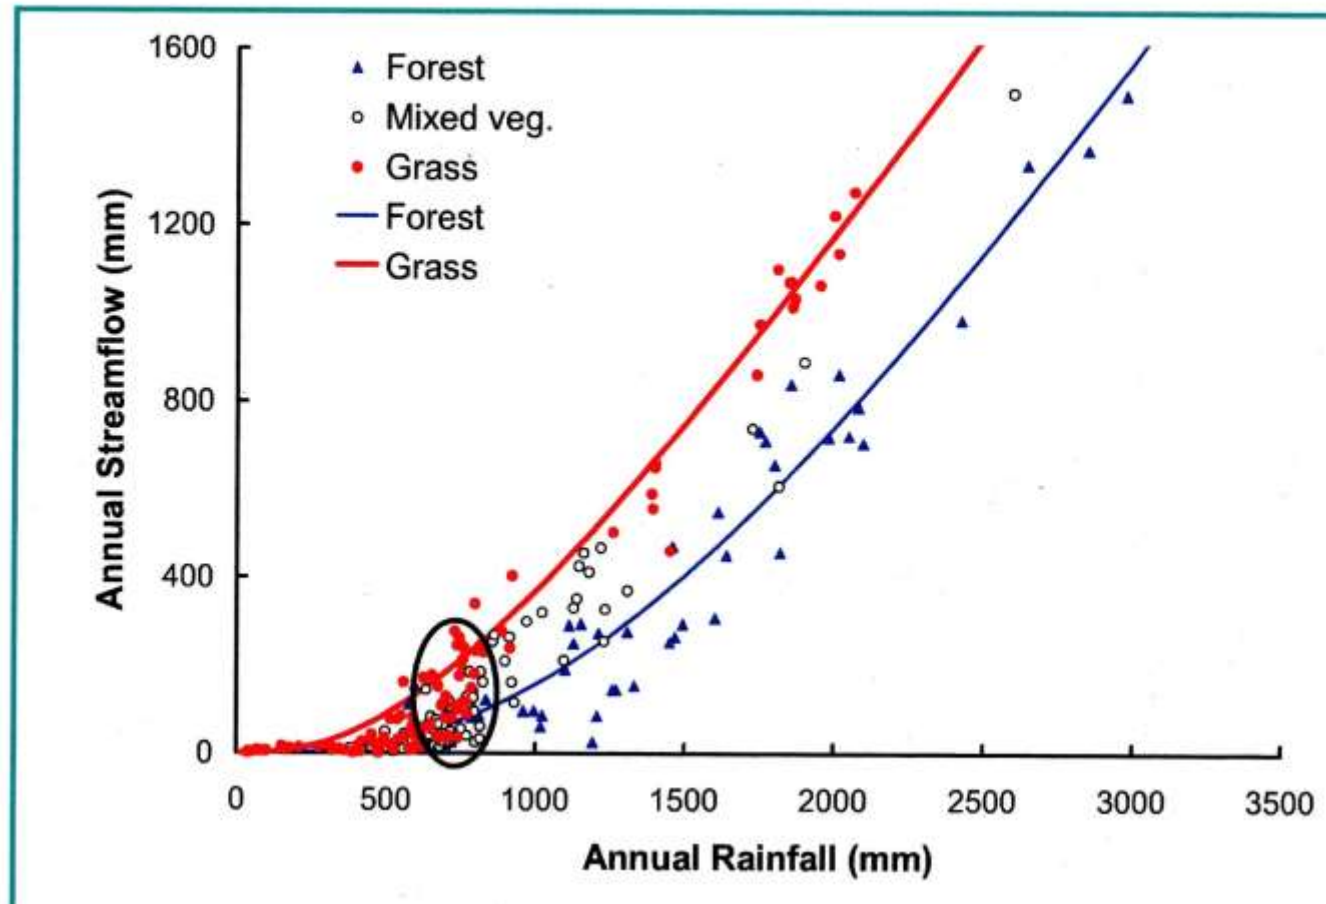 1600
1200
800
400
0
Annual Streamflow (mm)
Forest
Mixed veg.
Grass
Forest
Grass
0 500 1000 1500 2000 2500 3000 3500
Annual Rainfall (mm)